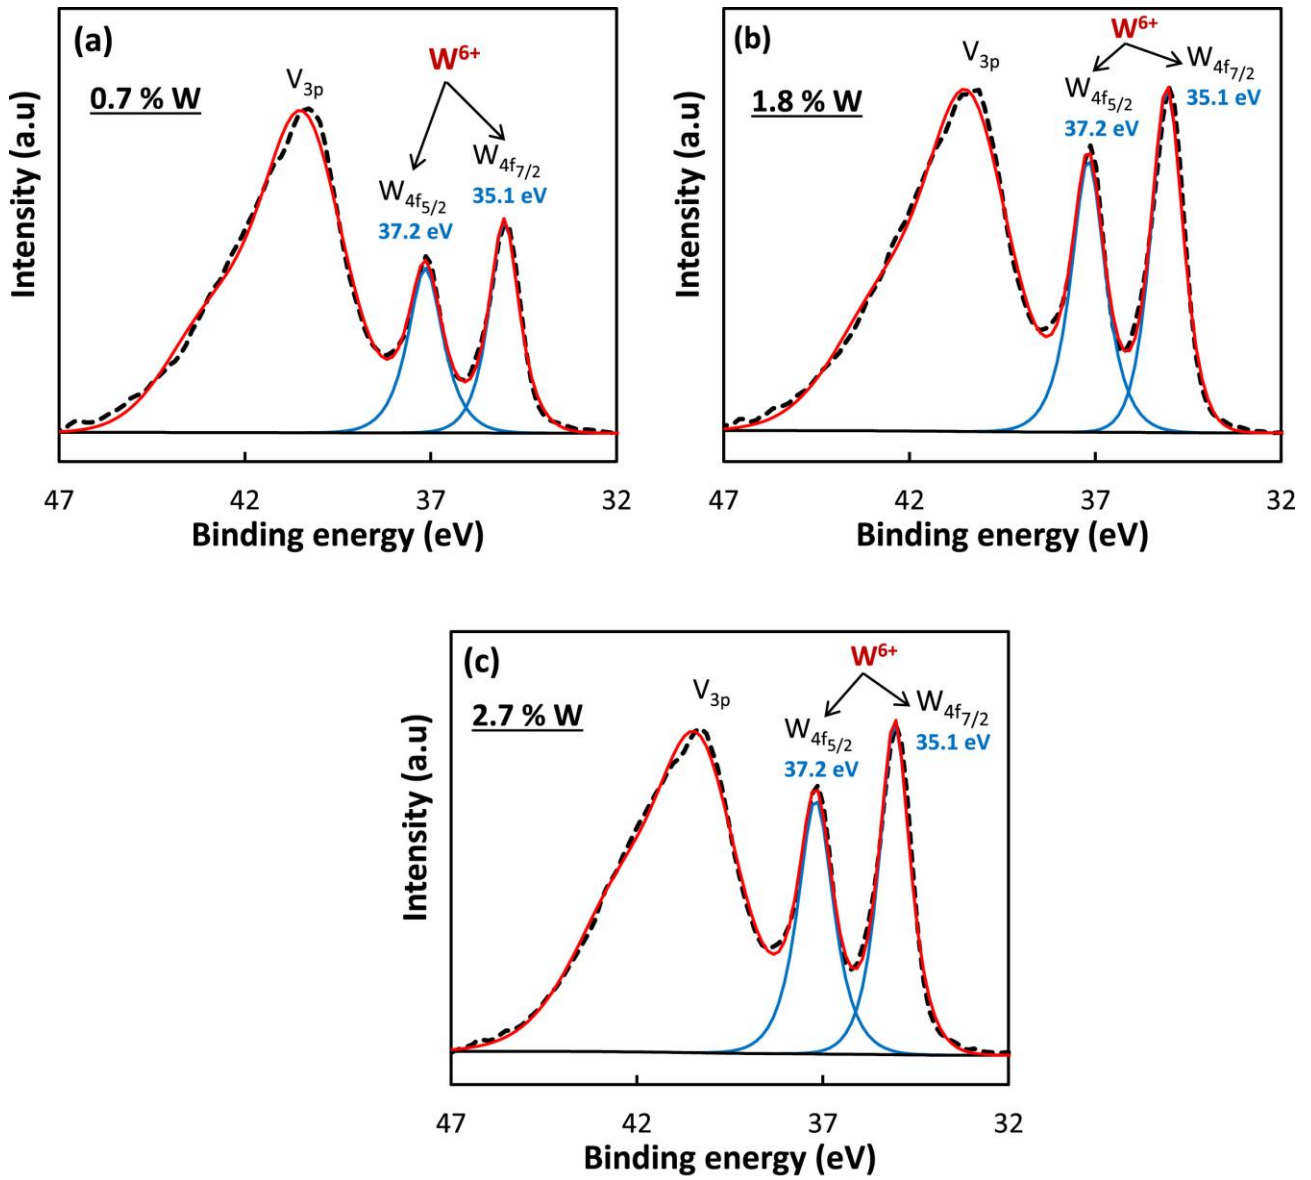 (a)
W6+
0.7 % W
V3p
W4f7/2
35.1 eV
W4f5/2
37.2 eV
Intensity (a.u)
47 42 37 32
Binding energy (eV)
(b)
W6+
1.8 % W
V3p
W4f7/2
35.1 eV
W4f5/2
37.2 eV
Intensity (a.u)
47 42 37 32
Binding energy (eV)
(c)
W6+
2.7 % W
V3p
W4f7/2
35.1 eV
W4f5/2
37.2 eV
Intensity (a.u)
47 42 37 32
Binding energy (eV)